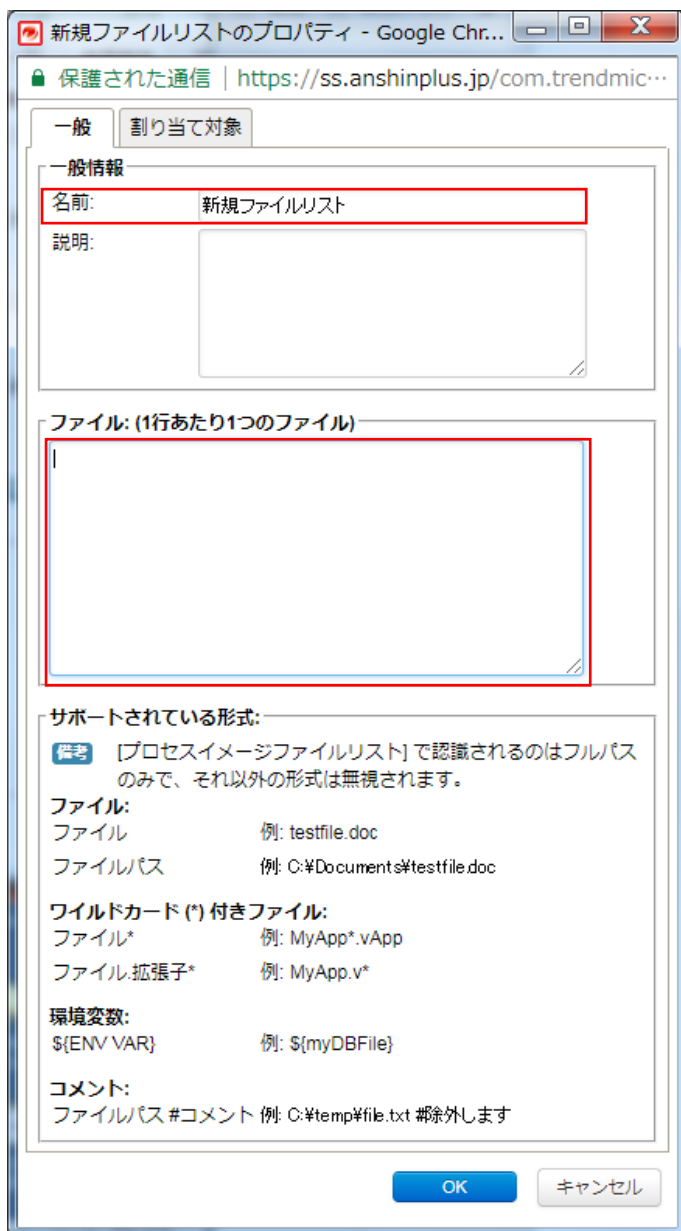 新規ファイルリストのプロパティ - Google Chr...
保護された通信 | https://ss.anshinplus.jp/com.trendmic…
一般 割り当て対象
一般情報
名前: 新規ファイルリスト
説明:
ファイル: (1行あたり1つのファイル)
サポートされている形式:
備考 [プロセスイメージファイルリスト] で認識されるのはフルパス
のみで、それ以外の形式は無視されます。
ファイル:
ファイル 例: testfile.doc
ファイルパス 例: C:¥Documents¥testfile.doc
ワイルドカード (*) 付きファイル:
ファイル* 例: MyApp*.vApp
ファイル.拡張子* 例: MyApp.v*
環境変数:
${ENV VAR} 例: ${myDBFile}
コメント:
ファイルパス #コメント 例: C:¥temp¥file.txt #除外します
OK キャンセル